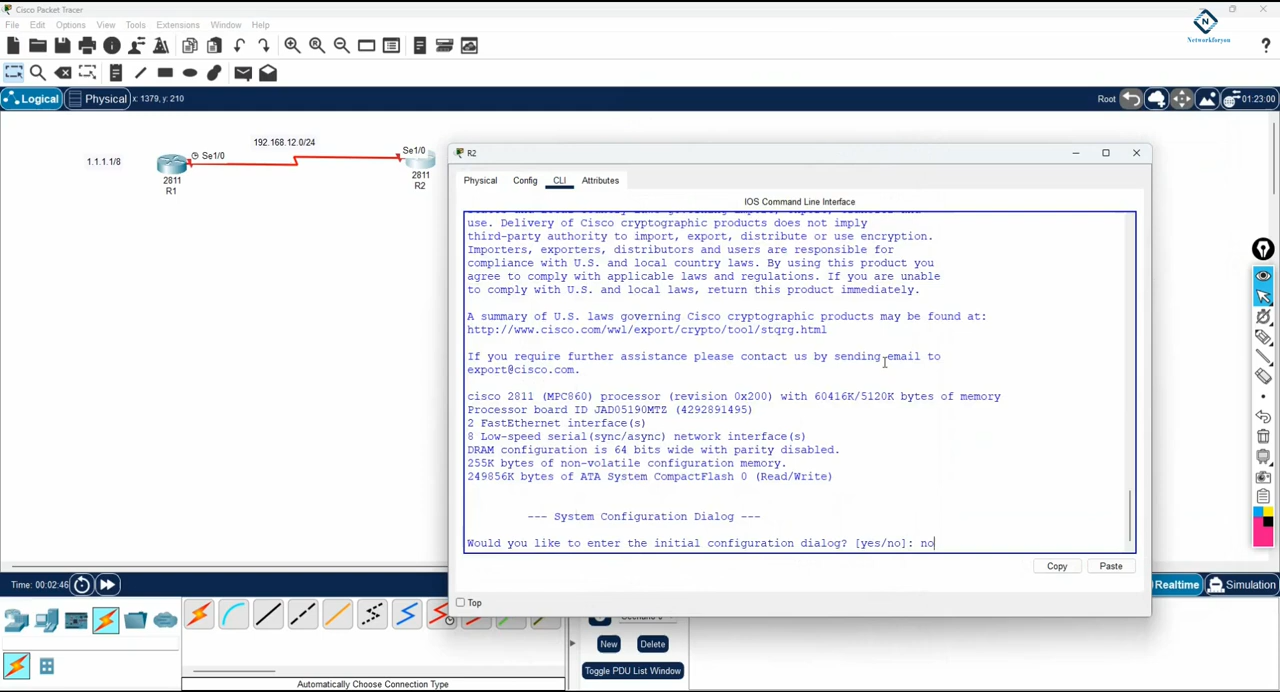 Cisco Packet Tracer
File Edit Options View Tools Extensions Window Help
Networkforyou
Logical Physical x: 1379, y: 210
Root 01:23:00
192.168.12.0/24
1.1.1.1/8
Se1/0
Se1/0
2811
R1
2811
R2
R2
Physical Config CLI Attributes
IOS Command Line Interface
use. Delivery of Cisco cryptographic products does not imply
third-party authority to import, export, distribute or use encryption.
Importers, exporters, distributors and users are responsible for
compliance with U.S. and local country laws. By using this product you
agree to comply with applicable laws and regulations. If you are unable
to comply with U.S. and local laws, return this product immediately.
A summary of U.S. laws governing Cisco cryptographic products may be found at:
http://www.cisco.com/wwl/export/crypto/tool/stqrg.html
If you require further assistance please contact us by sending email to
export@cisco.com.
cisco 2811 (MPC860) processor (revision 0x200) with 60416K/5120K bytes of memory
Processor board ID JAD05190MTZ (4292891495)
2 FastEthernet interface(s)
8 Low-speed serial(sync/async) network interface(s)
DRAM configuration is 64 bits wide with parity disabled.
255K bytes of non-volatile configuration memory.
249856K bytes of ATA System CompactFlash 0 (Read/Write)
--- System Configuration Dialog ---
Would you like to enter the initial configuration dialog? [yes/no]: no
Copy Paste
Top
Time: 00:02:46
Realtime Simulation
New Delete
Toggle PDU List Window
Automatically Choose Connection Type